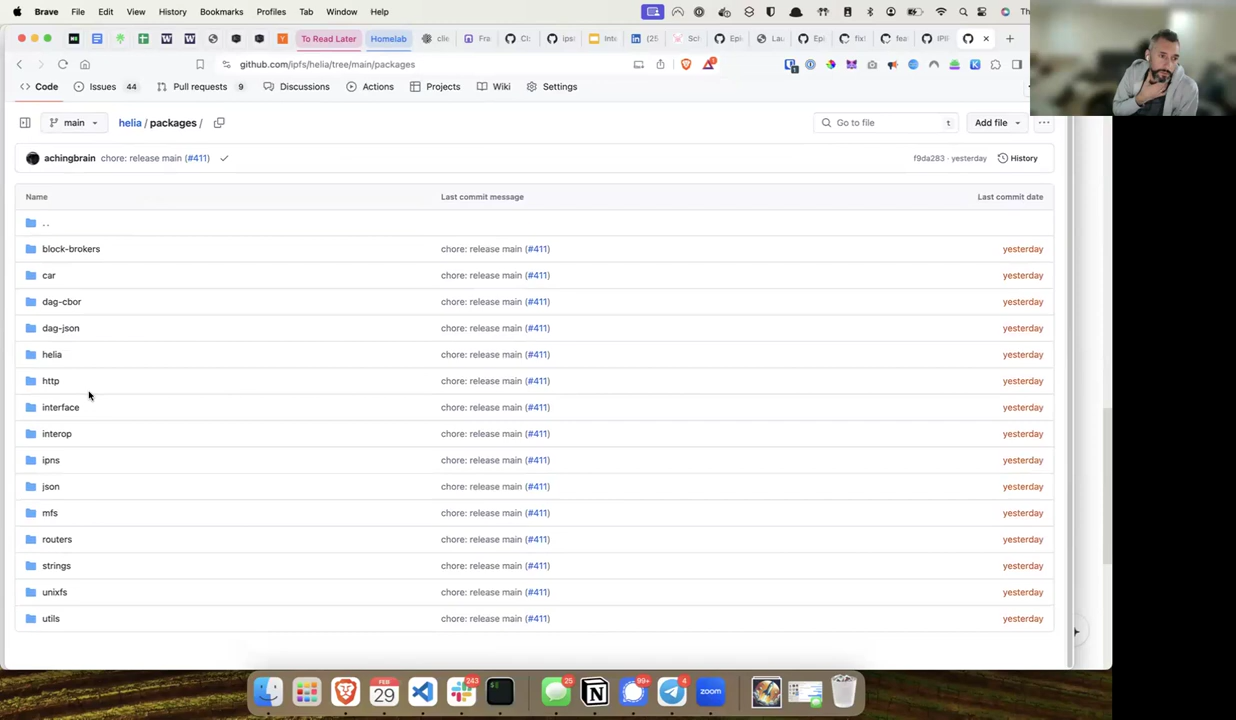 Brave File Edit View History Bookmarks Profiles Tab Window Help
To Read Later Homelab
github.com/ipfs/helia/tree/main/packages
Code Issues 44 Pull requests 9 Discussions Actions Projects Wiki Settings
main helia / packages / Go to file t Add file
achingbrain chore: release main (#411) f9da283 · yesterday History
Name Last commit message Last commit date
..
block-brokers chore: release main (#411) yesterday
car chore: release main (#411) yesterday
dag-cbor chore: release main (#411) yesterday
dag-json chore: release main (#411) yesterday
helia chore: release main (#411) yesterday
http chore: release main (#411) yesterday
interface chore: release main (#411) yesterday
interop chore: release main (#411) yesterday
ipns chore: release main (#411) yesterday
json chore: release main (#411) yesterday
mfs chore: release main (#411) yesterday
routers chore: release main (#411) yesterday
strings chore: release main (#411) yesterday
unixfs chore: release main (#411) yesterday
utils chore: release main (#411) yesterday
FEB 29 243 25 99+ 4 zoom